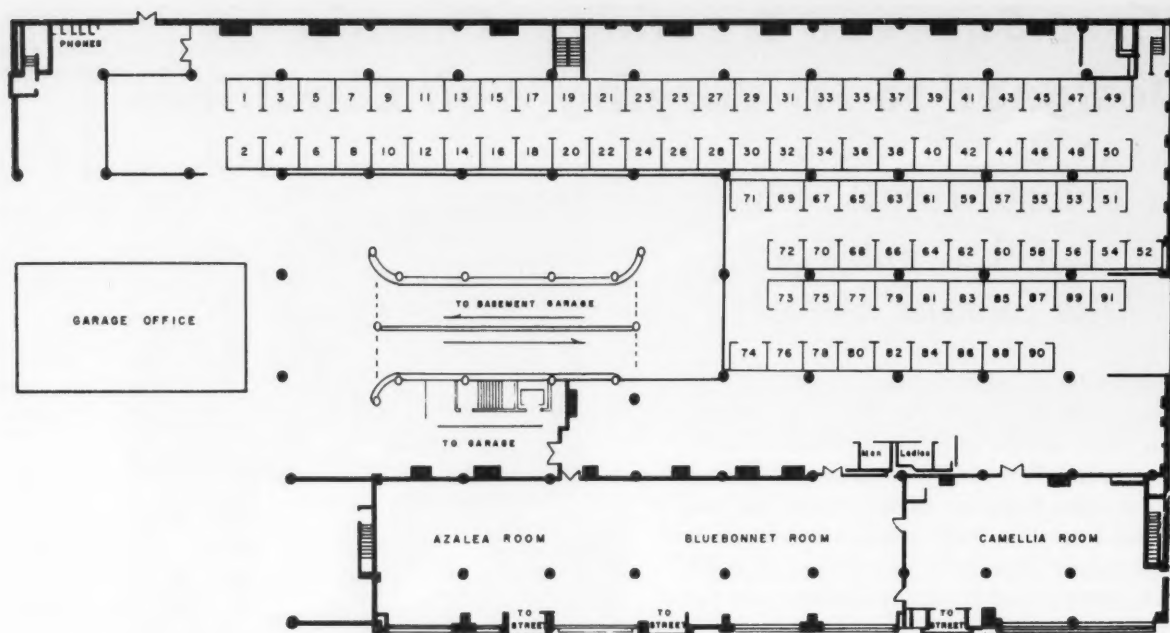 PHONES
1 3 5 7 9 11 13 15 17 19 21 23 25 27 29 31 33 35 37 39 41 43 45 47 49
2 4 6 8 10 12 14 16 18 20 22 24 26 28 30 32 34 36 38 40 42 44 46 48 50
71 69 67 65 63 61 59 57 55 53 51
72 70 68 66 64 62 60 58 56 54 52
TO BASEMENT GARAGE
73 75 77 79 81 83 85 87 89 91
GARAGE OFFICE
74 76 78 80 82 84 86 88 90
TO GARAGE
Men Ladies
AZALEA ROOM BLUEBONNET ROOM CAMELLIA ROOM
TO TO TO
STREET STREET STREET